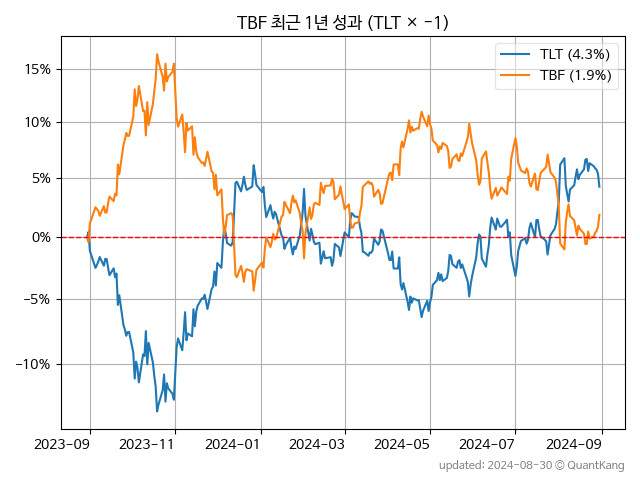 TBF 최근 1년 성과 (TLT × −1)
TLT (4.3%)
TBF (1.9%)
15%
10%
5%
0%
−5%
−10%
2023-09 2023-11 2024-01 2024-03 2024-05 2024-07 2024-09
updated: 2024-08-30 © QuantKang